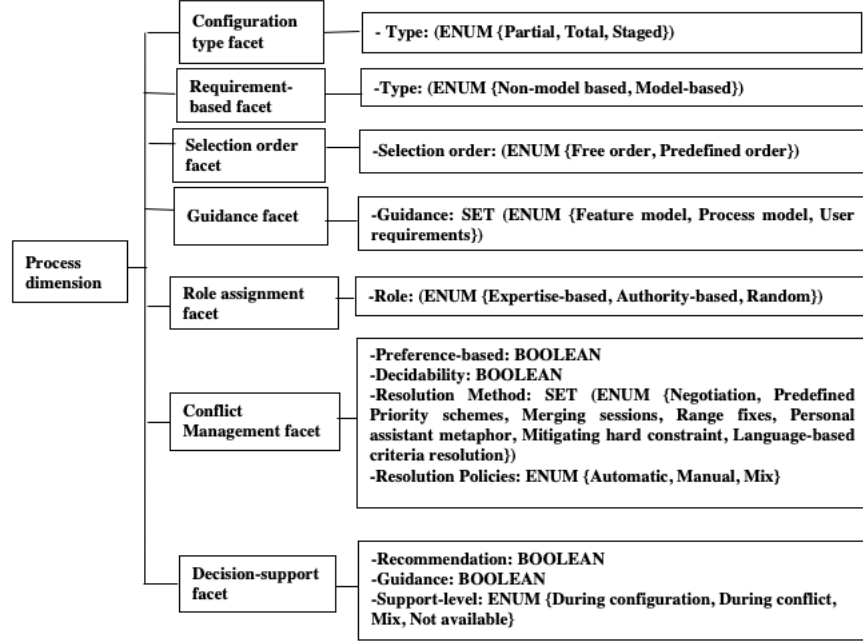 Configuration
type facet
- Type: (ENUM {Partial, Total, Staged})
Requirement-
based facet
-Type: (ENUM {Non-model based, Model-based})
Selection order
facet
-Selection order: (ENUM {Free order, Predefined order})
Guidance facet
-Guidance: SET (ENUM {Feature model, Process model, User
requirements})
Process
dimension
Role assignment
facet
-Role: (ENUM {Expertise-based, Authority-based, Random})
Conflict
Management facet
-Preference-based: BOOLEAN
-Decidability: BOOLEAN
-Resolution Method: SET (ENUM {Negotiation, Predefined
Priority schemes, Merging sessions, Range fixes, Personal
assistant metaphor, Mitigating hard constraint, Language-based
criteria resolution})
-Resolution Policies: ENUM {Automatic, Manual, Mix}
Decision-support
facet
-Recommendation: BOOLEAN
-Guidance: BOOLEAN
-Support-level: ENUM {During configuration, During conflict,
Mix, Not available}